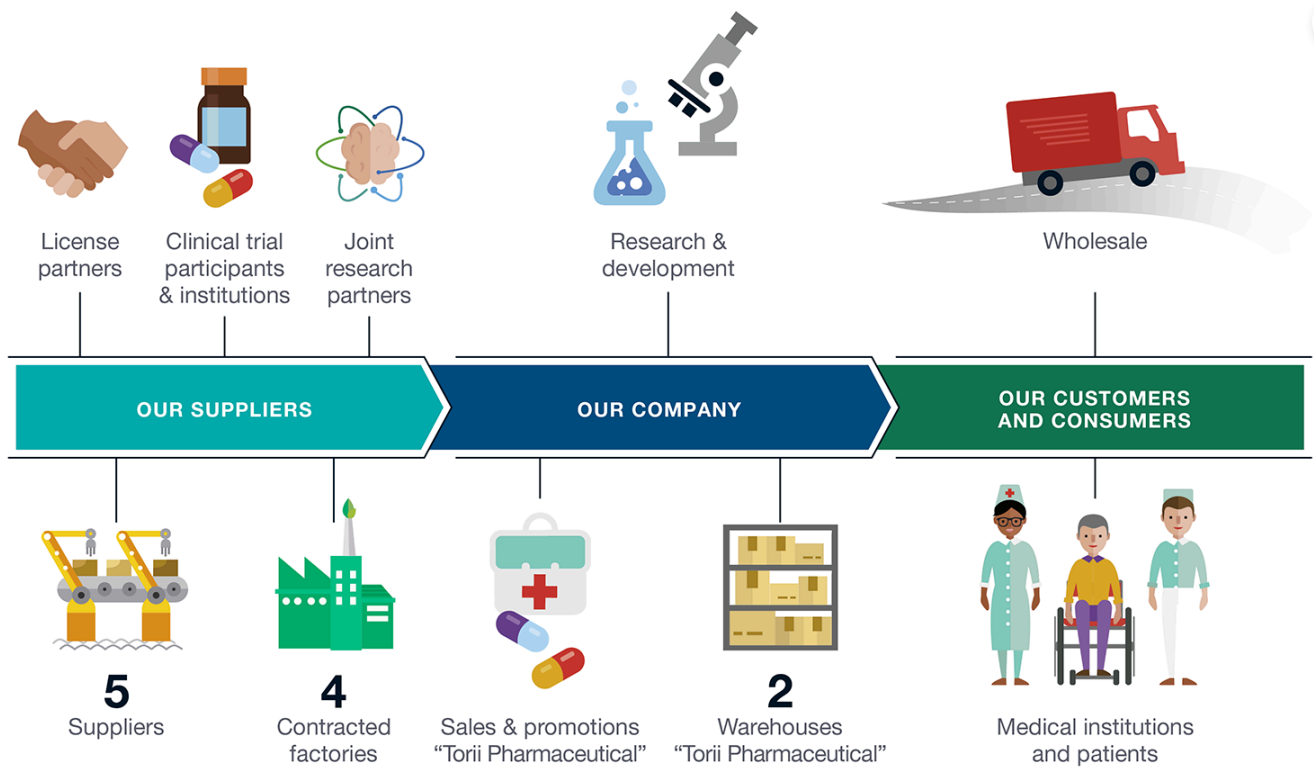 License
partners
Clinical trial
participants
& institutions
Joint
research
partners
Research &
development
Wholesale
OUR SUPPLIERS
OUR COMPANY
OUR CUSTOMERS
AND CONSUMERS
5
Suppliers
4
Contracted
factories
Sales & promotions
“Torii Pharmaceutical”
2
Warehouses
“Torii Pharmaceutical”
Medical institutions
and patients